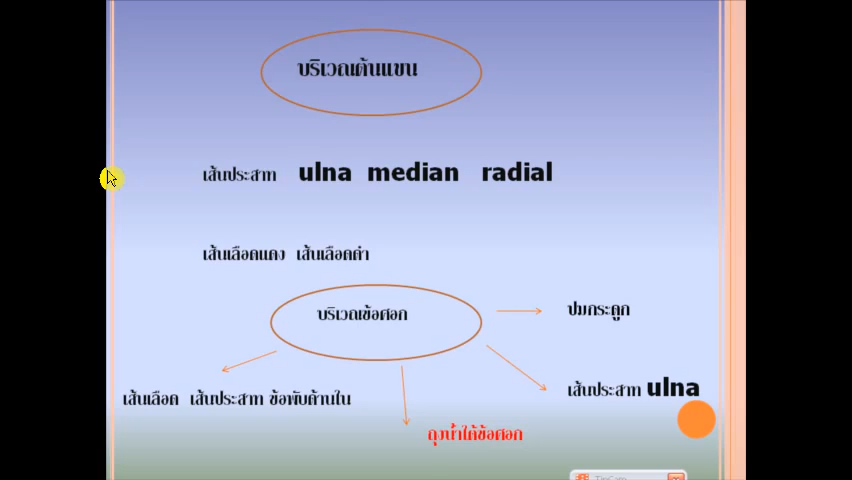 บริเวณต้นแขน
เส้นประสาท ulna median radial
เส้นเลือดแดง เส้นเลือดดำ
บริเวณข้อศอก
ปมกระดูก
เส้นประสาท ulna
เส้นเลือด เส้นประสาท ข้อพับด้านใน
ถุงน้ำใต้ข้อศอก